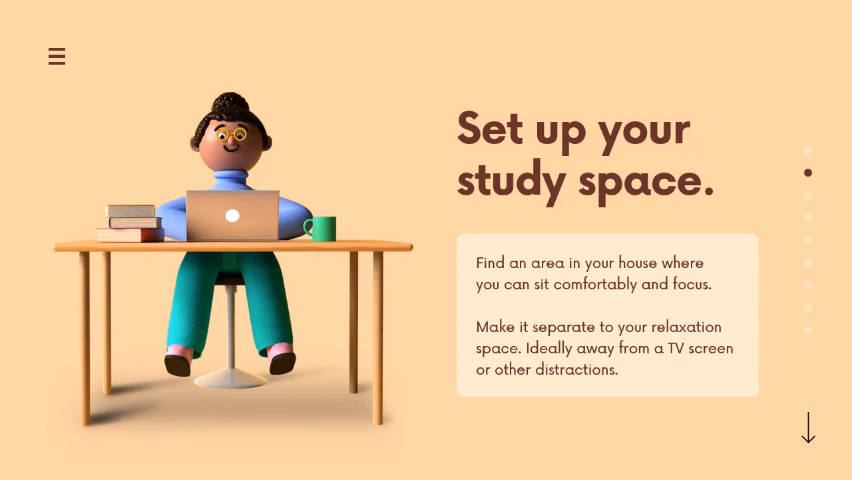 Set up your
study space.
Find an area in your house where
you can sit comfortably and focus.
Make it separate to your relaxation
space. Ideally away from a TV screen
or other distractions.